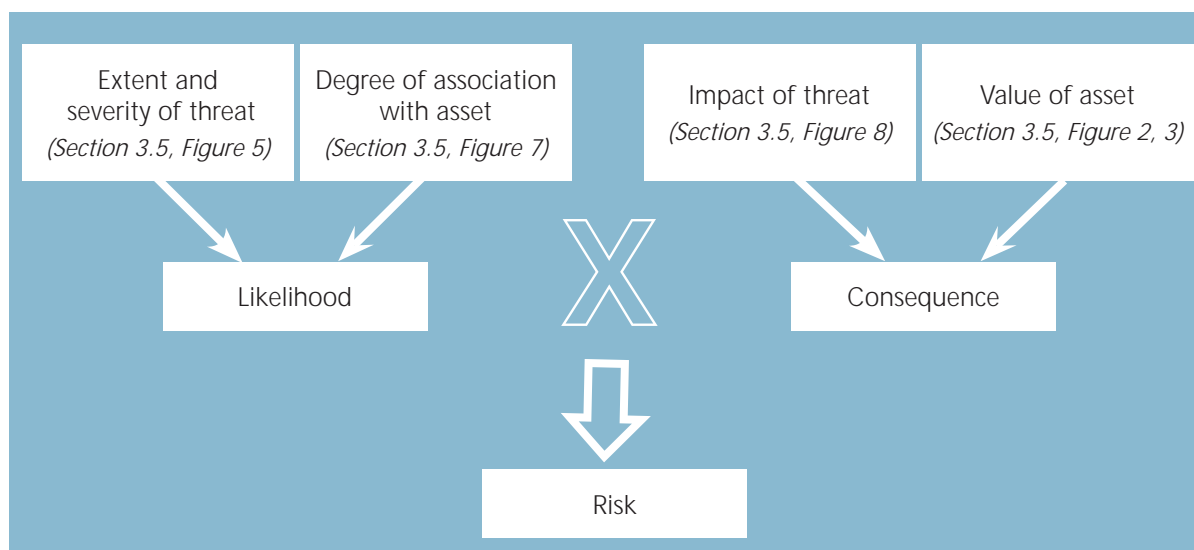 Extent and
severity of threat
(Section 3.5, Figure 5)
Degree of association
with asset
(Section 3.5, Figure 7)
Impact of threat
(Section 3.5, Figure 8)
Value of asset
(Section 3.5, Figure 2, 3)
Likelihood
X
Consequence
Risk